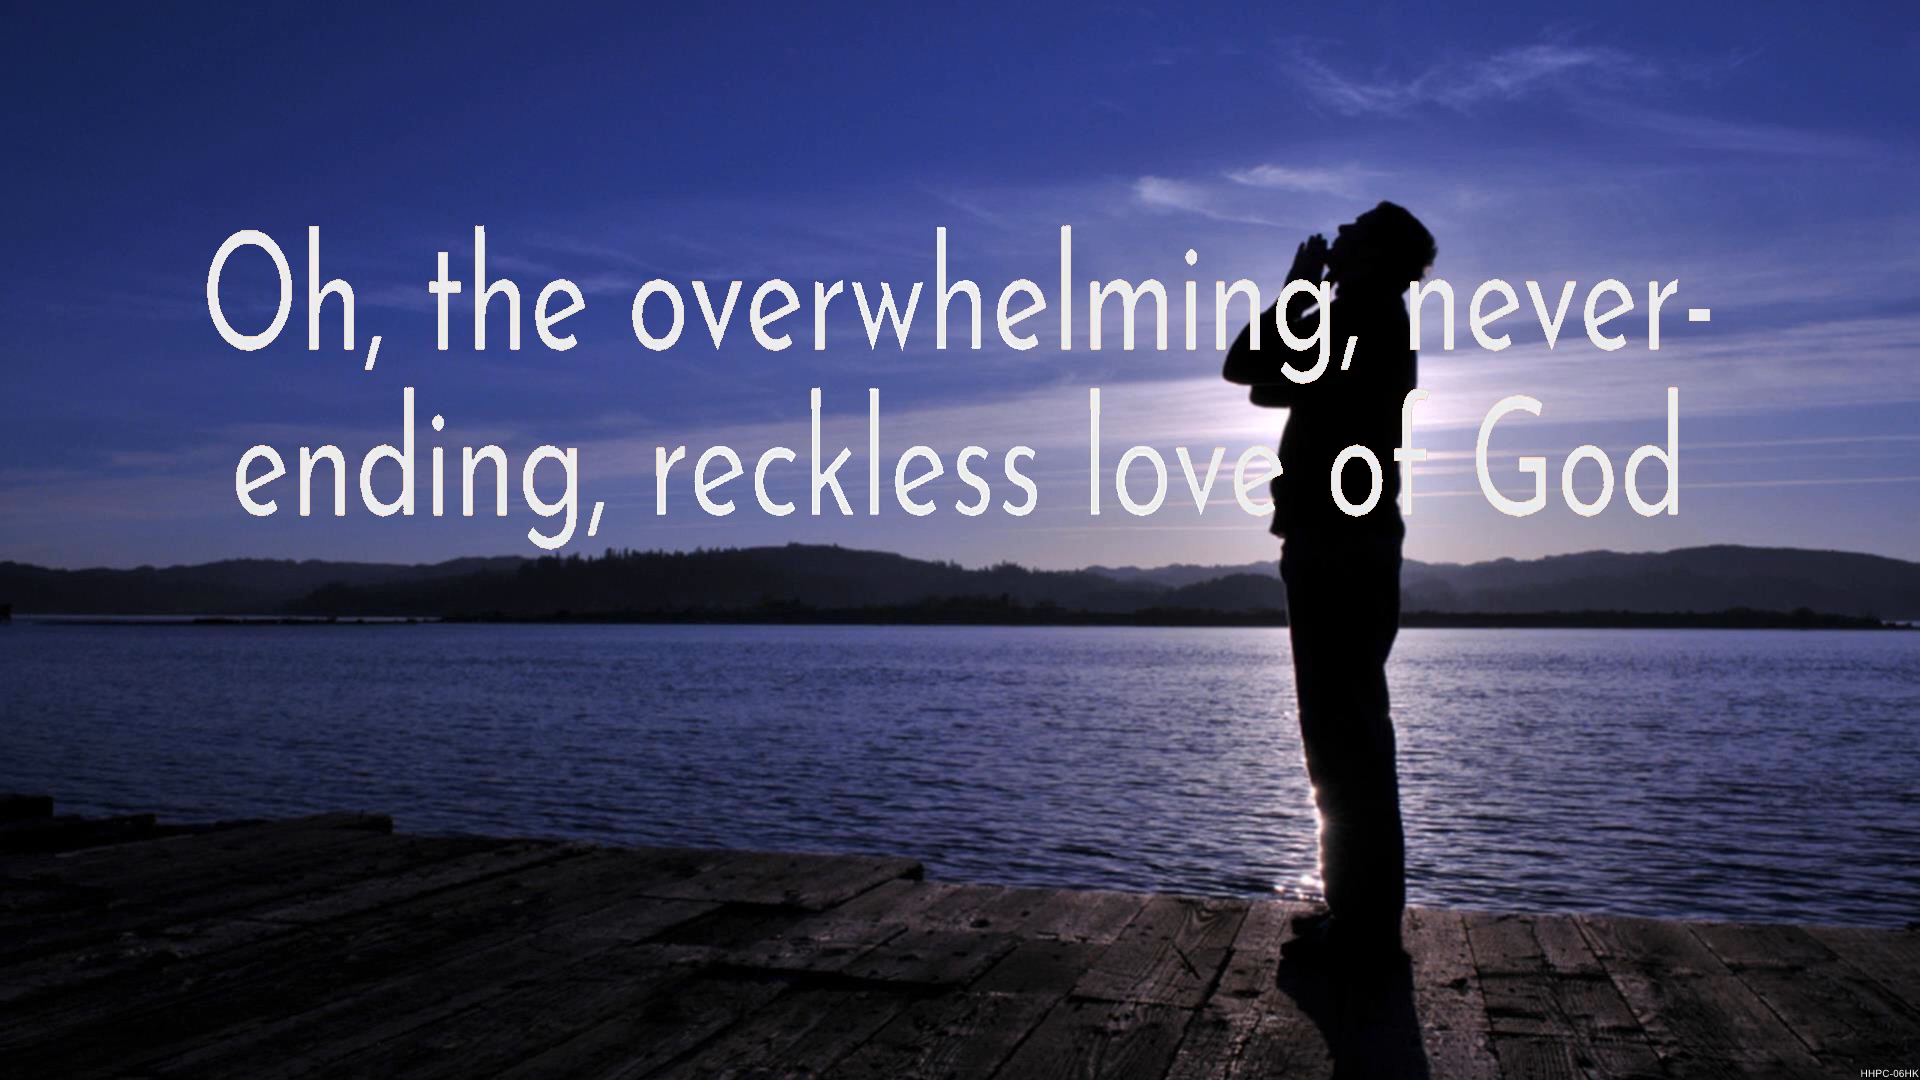 Oh, the overwhelming, never-
ending, reckless love of God
HHPC-06HK